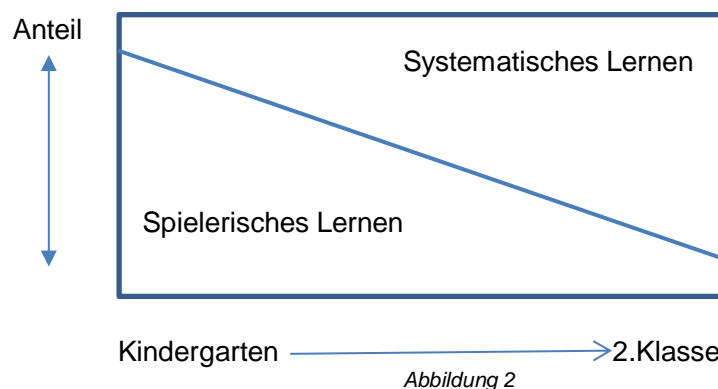 Anteil
Systematisches Lernen
Spielerisches Lernen
Kindergarten
2.Klasse
Abbildung 2